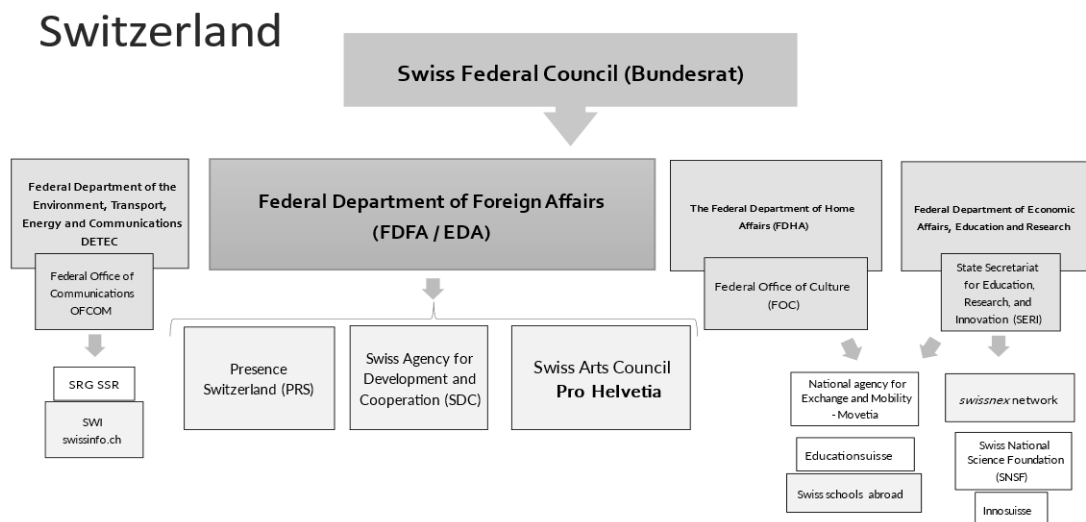 Switzerland
Swiss Federal Council (Bundesrat)
Federal Department of the
Environment, Transport,
Energy and Communications
DETEC
Federal Office of
Communications
OFCOM
SRG SSR
SWI
swissinfo.ch
Federal Department of Foreign Affairs
(FDFA / EDA)
Presence
Switzerland (PRS)
Swiss Agency for
Development and
Cooperation (SDC)
Swiss Arts Council
Pro Helvetia
The Federal Department of Home
Affairs (FDHA)
Federal Office of Culture
(FOC)
Federal Department of Economic
Affairs, Education and Research
State Secretariat
for Education,
Research, and
Innovation (SERI)
National agency for
Exchange and Mobility
- Movetia
Educationsuisse
Swiss schools abroad
swissnex network
Swiss National
Science Foundation
(SNSF)
Innosuisse